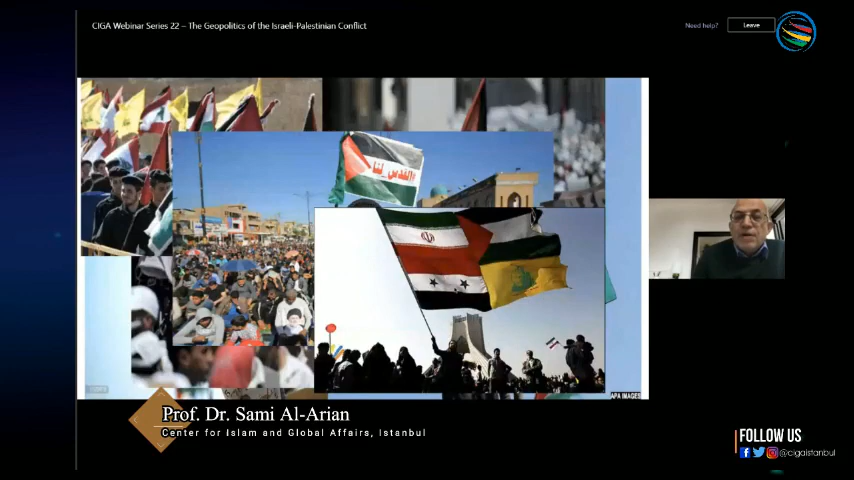 CIGA Webinar Series 22 – The Geopolitics of the Israeli-Palestinian Conflict
Need help?
Leave
القدس لنا
APA IMAGES
Prof. Dr. Sami Al-Arian
Center for Islam and Global Affairs, Istanbul
FOLLOW US
@cigaistanbul